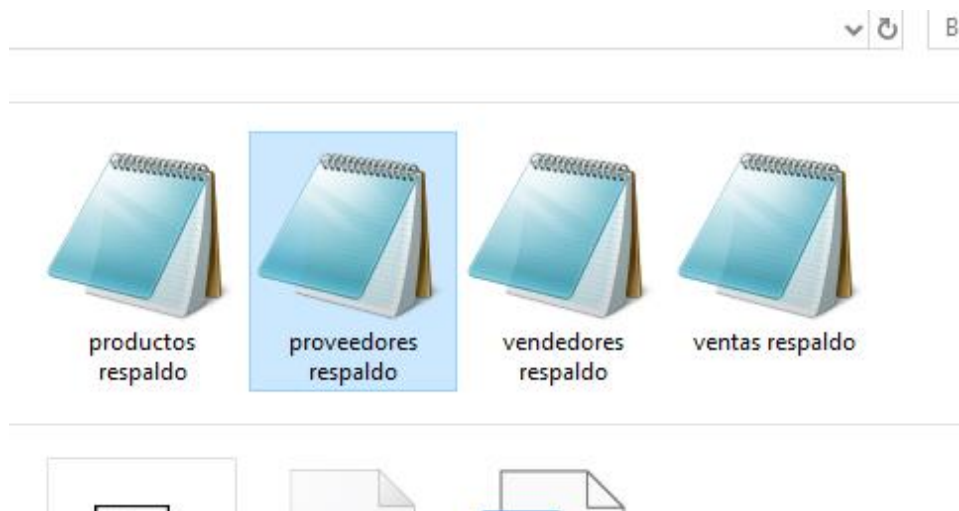 B
productos
respaldo
proveedores
respaldo
vendedores
respaldo
ventas respaldo